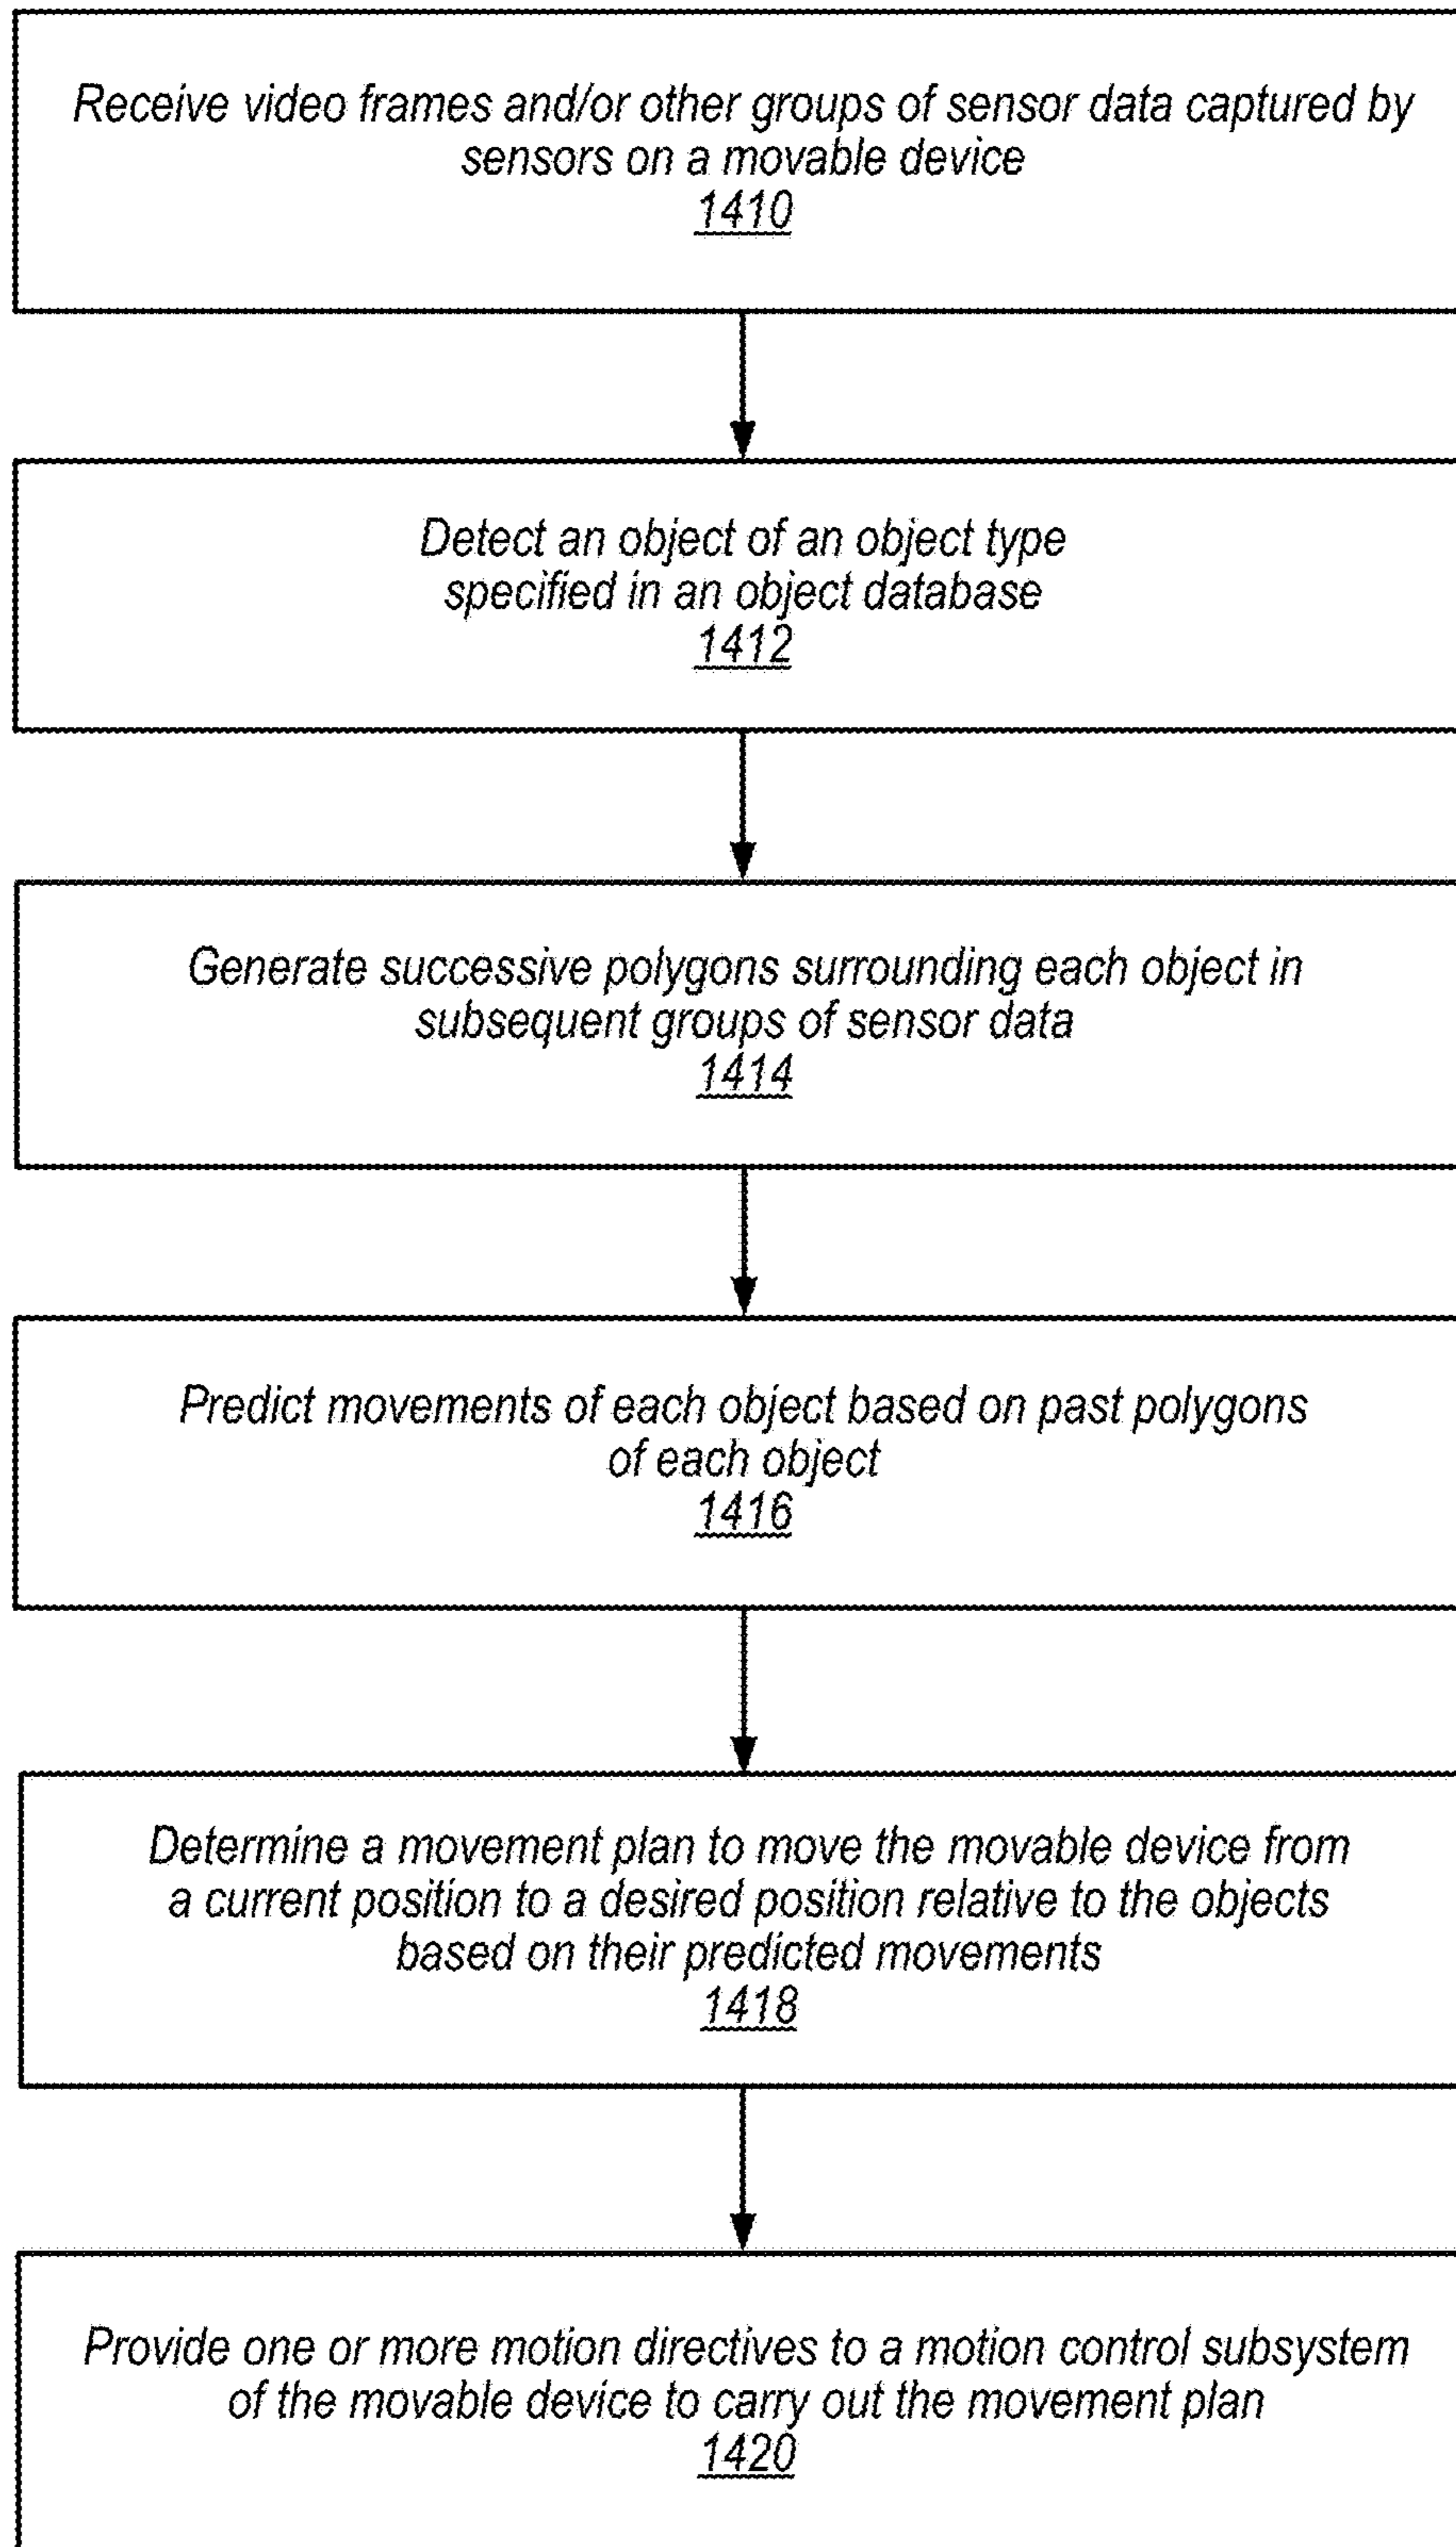 Receive video frames and/or other groups of sensor data captured by
sensors on a movable device
1410
Detect an object of an object type
specified in an object database
1412
Generate successive polygons surrounding each object in
subsequent groups of sensor data
1414
Predict movements of each object based on past polygons
of each object
1416
Determine a movement plan to move the movable device from
a current position to a desired position relative to the objects
based on their predicted movements
1418
Provide one or more motion directives to a motion control subsystem
of the movable device to carry out the movement plan
1420